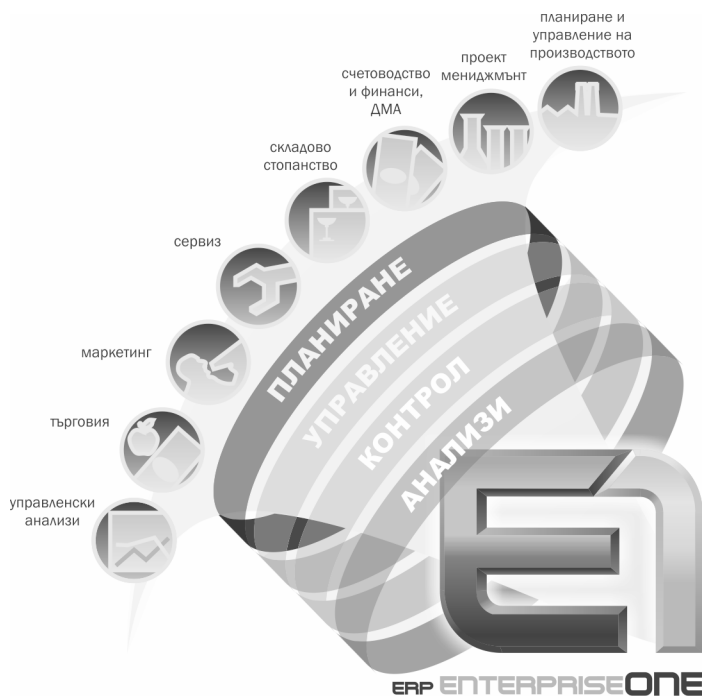 планиране и
управление на
производството
проект
мениджмънт
счетоводство
и финанси,
ДМА
складово
стопанство
сервиз
маркетинг
търговия
управленски
анализи
ПЛАНИРАНЕ
УПРАВЛЕНИЕ
КОНТРОЛ
АНАЛИЗИ
E1
ERP ENTERPRISEONE